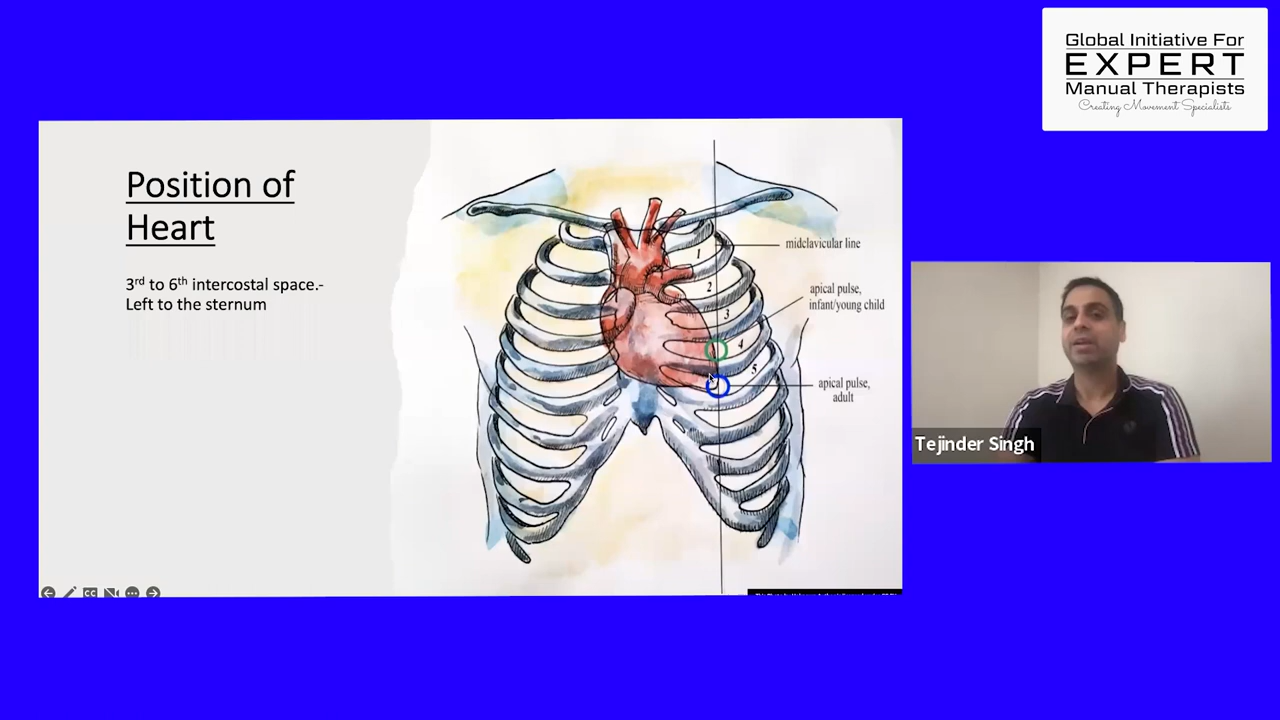 Global Initiative For
EXPERT
Manual Therapists
Creating Movement Specialists
Position of
Heart
3rd to 6th intercostal space.-
Left to the sternum
midclavicular line
apical pulse,
infant/young child
apical pulse,
adult
1
2
3
4
5
Tejinder Singh
CC